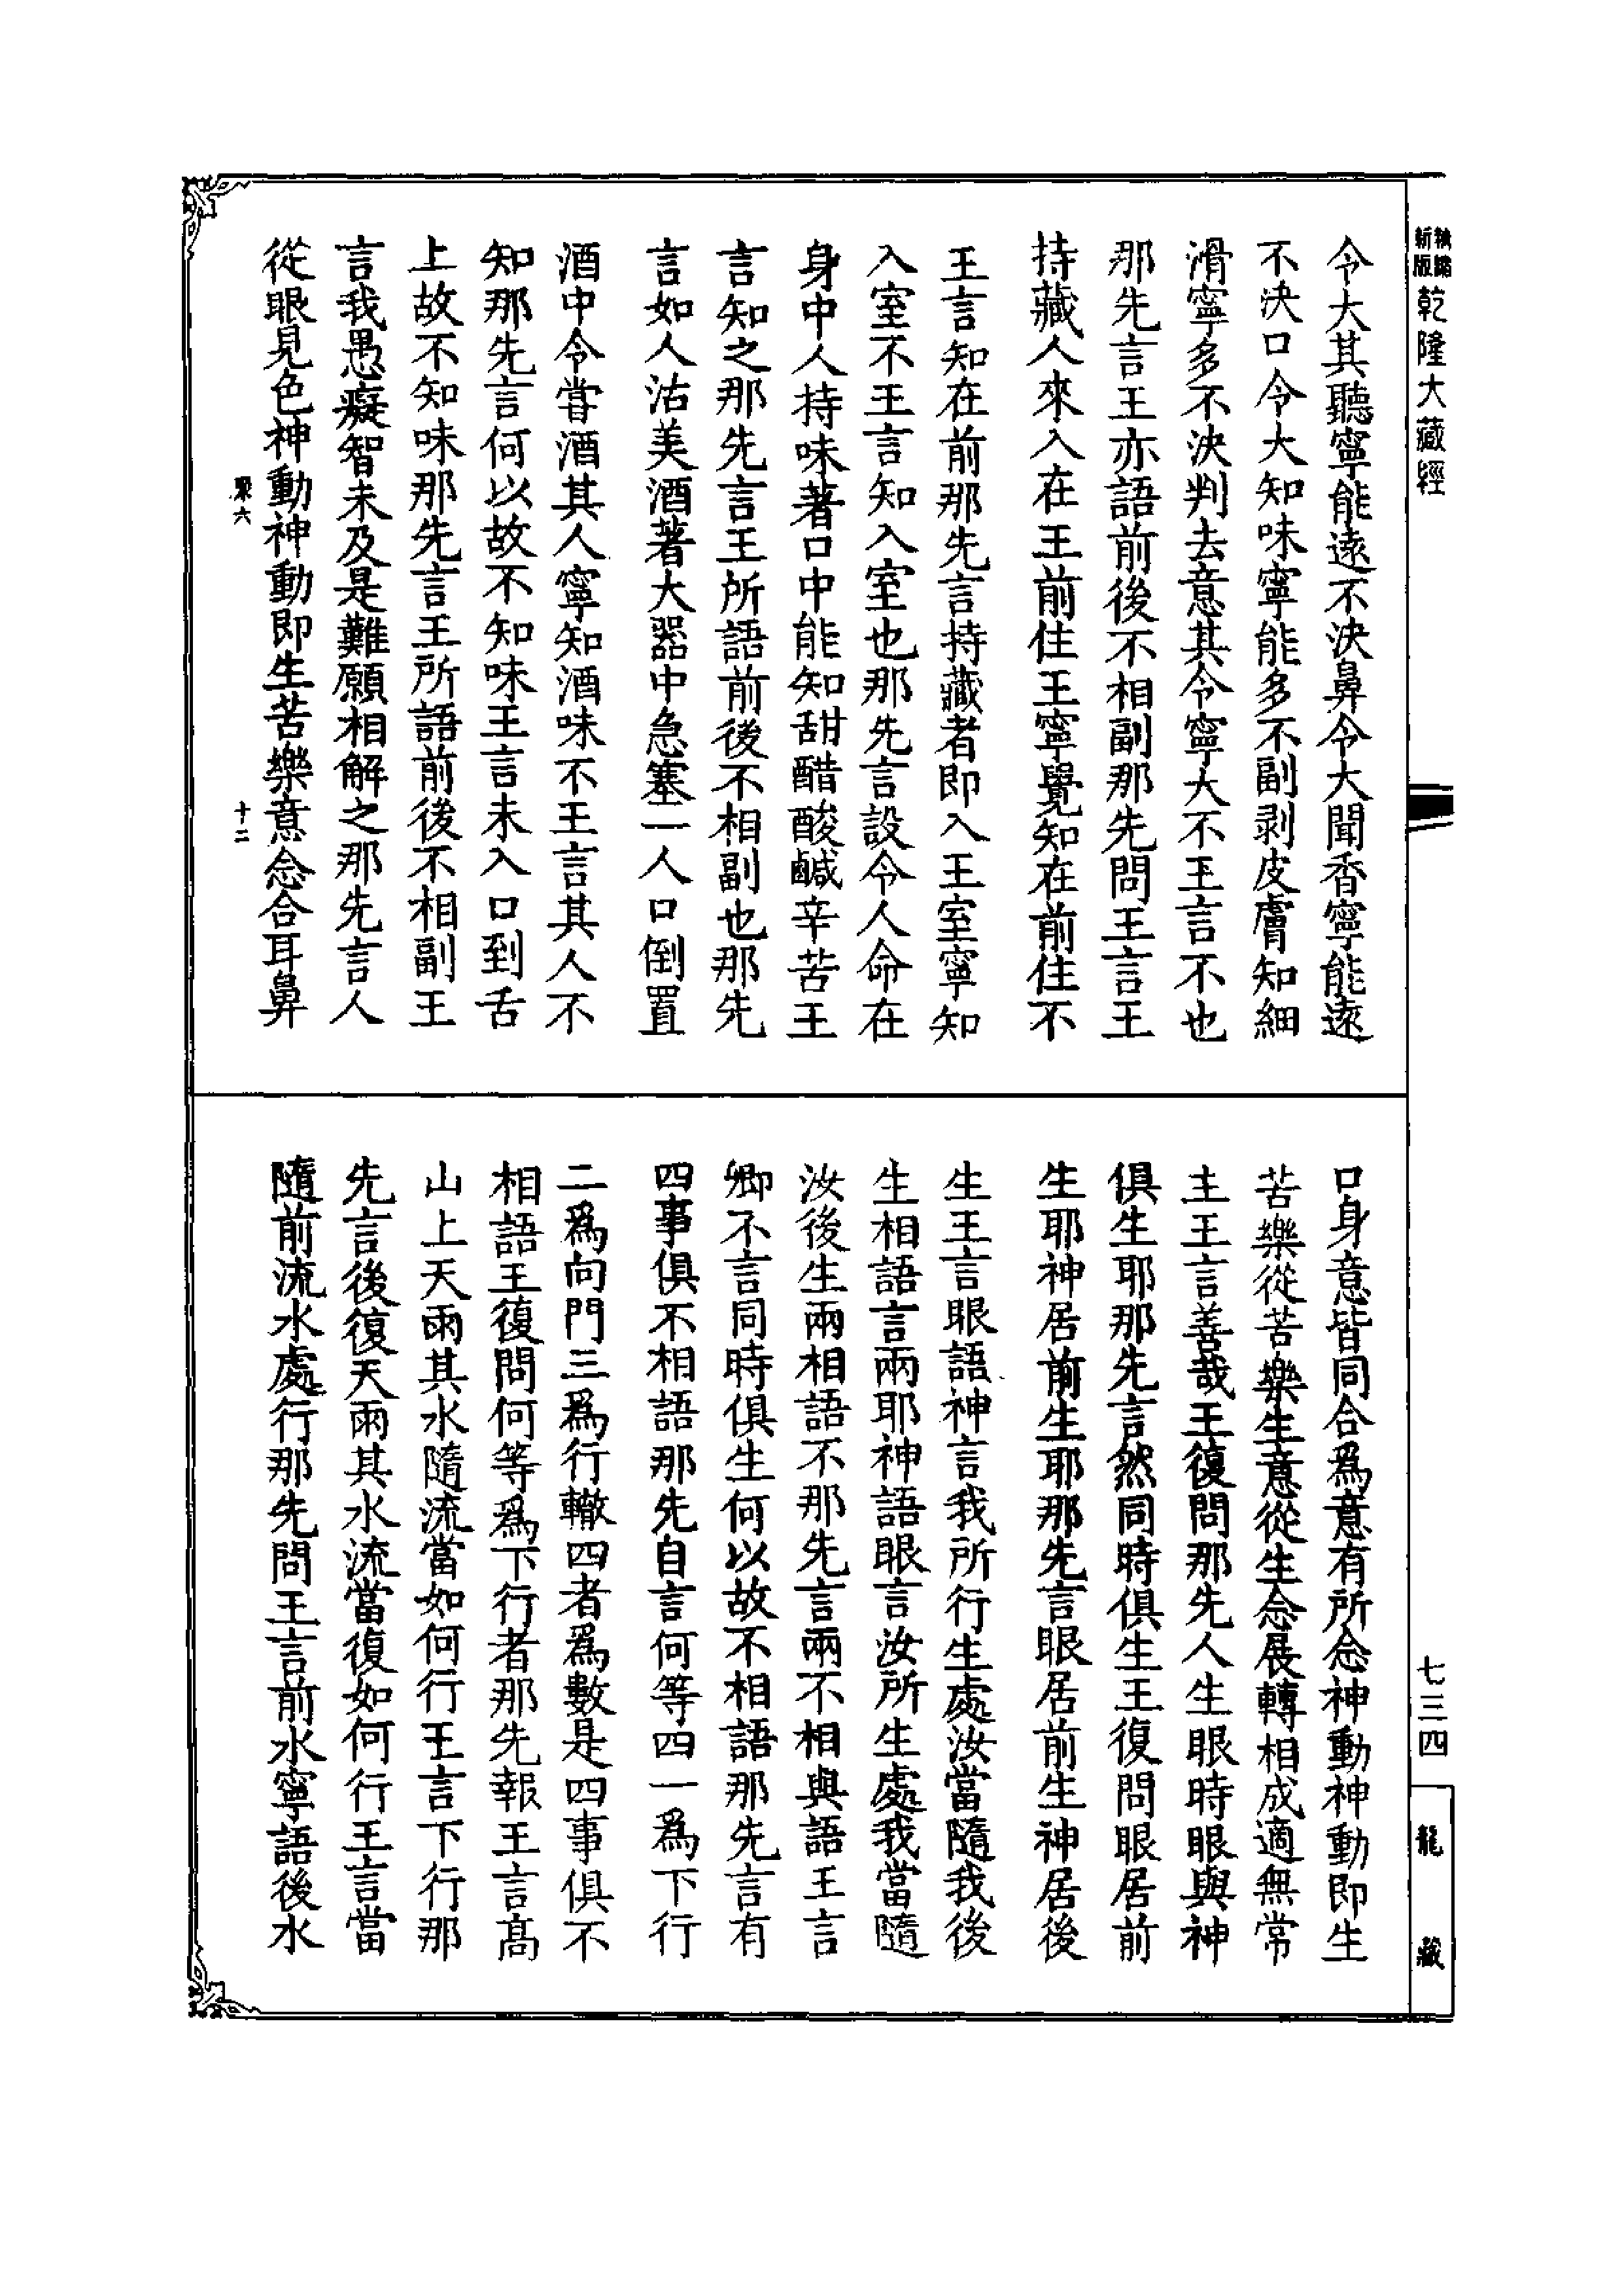 新版
精縮
乾隆大藏經
七三四
龍藏
令大其聽寧能遠不決鼻令大聞香寧能遠
不決口令大知味寧能多不副剥皮膚知細
滑寧多不決判去意其令寧大不王言不也
那先言王亦語前後不相副那先問王言王
持藏人來入在王前住王寧覺知在前住不
王言知在前那先言持藏者即入王室寧知
入室不王言知入室也那先言設令人命在
身中人持味著口中能知甜醋酸鹹辛苦王
言知之那先言王所語前後不相副也那先
言如人沽美酒著大器中急塞一人口倒置
酒中令嘗酒其人寧知酒味不王言其人不
知那先言何以故不知味王言未入口到舌
上故不知味那先言王所語前後不相副王
言我愚癡智未及是難願相解之那先言人
從眼見色神動神動即生苦樂意念合耳鼻
聚六 十二
口身意皆同合爲意有所念神動神動即生
苦樂從苦樂生意從生念展轉相成適無常
主王言善哉王復問那先人生眼時眼與神
俱生耶那先言然同時俱生王復問眼居前
生耶神居前生耶那先言眼居前生神居後
生王言眼語神言我所行生處汝當隨我後
生相語言兩耶神語眼言汝所生處我當隨
汝後生兩相語不那先言兩不相與語王言
卿不言同時俱生何以故不相語那先言有
四事俱不相語那先自言何等四一爲下行
二爲向門三爲行轍四者爲數是四事俱不
相語王復問何等爲下行者那先報王言髙
山上天雨其水隨流當如何行王言下行那
先言後復天雨其水流當復如何行王言當
隨前流水處行那先問王言前水寧語後水